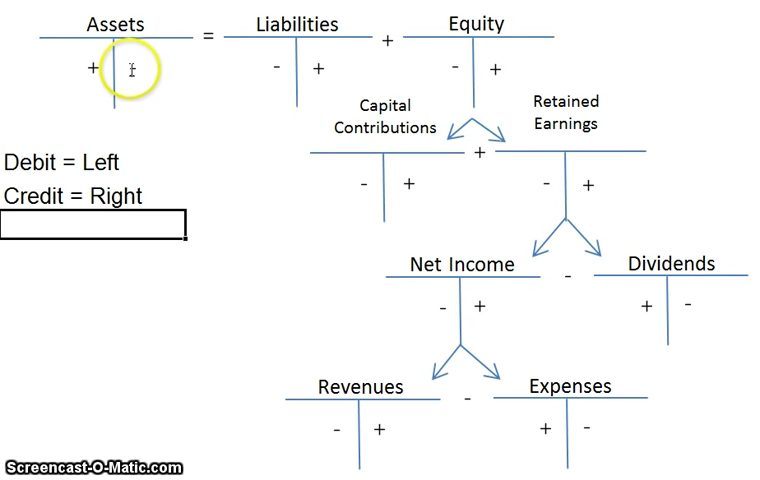 Assets = Liabilities + Equity
+ - + - +
Capital Contributions + Retained Earnings
- + - +
Debit = Left
Credit = Right
Net Income - Dividends
- + + -
Revenues - Expenses
- + + -
Screencast-O-Matic.com